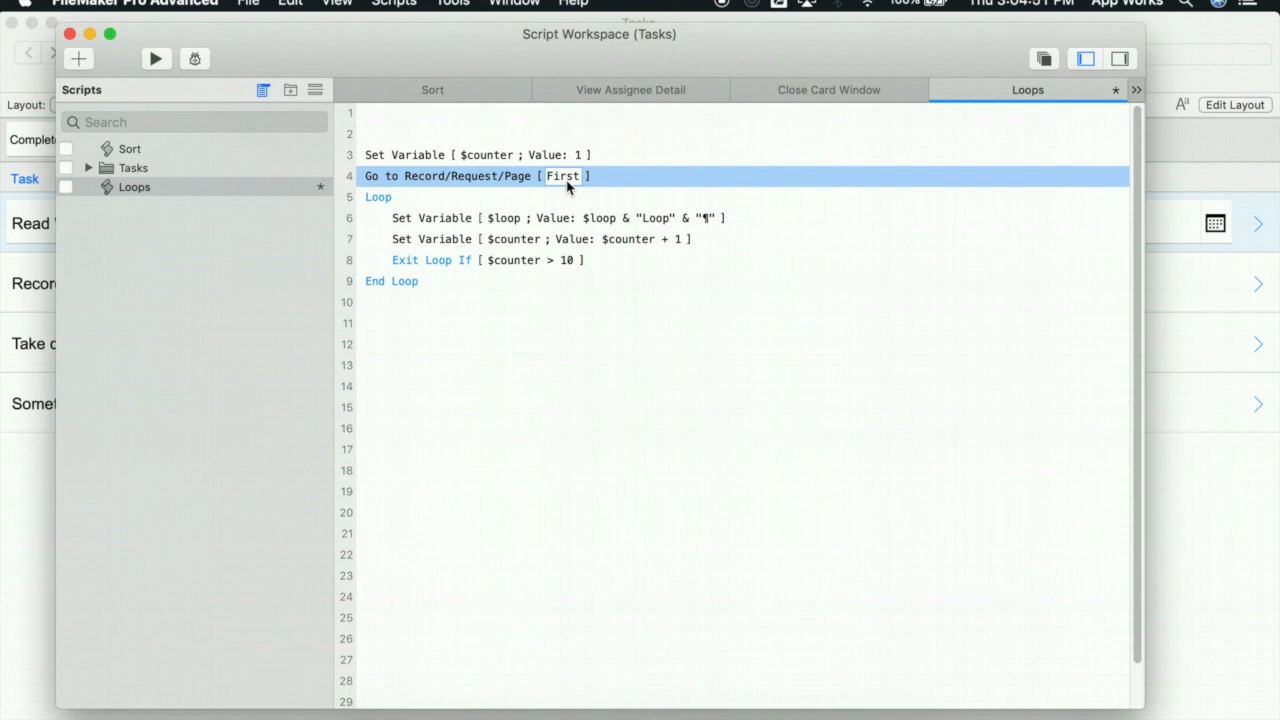 FileMaker Pro Advanced File Edit View Scripts Tools Window Help 100% Thu 3:04:51 PM App Works
Tasks
Script Workspace (Tasks)
Scripts
Sort
View Assignee Detail
Close Card Window
Loops *
Layout:
Edit Layout
Search
Sort
Tasks
Loops *
Task
1
2
3 Set Variable [ $counter ; Value: 1 ]
4 Go to Record/Request/Page [ First ]
5 Loop
6 Set Variable [ $loop ; Value: $loop & "Loop" & "¶" ]
7 Set Variable [ $counter ; Value: $counter + 1 ]
8 Exit Loop If [ $counter > 10 ]
9 End Loop
10
11
12
13
14
15
16
17
18
19
20
21
22
23
24
25
26
27
28
29
Read
Take